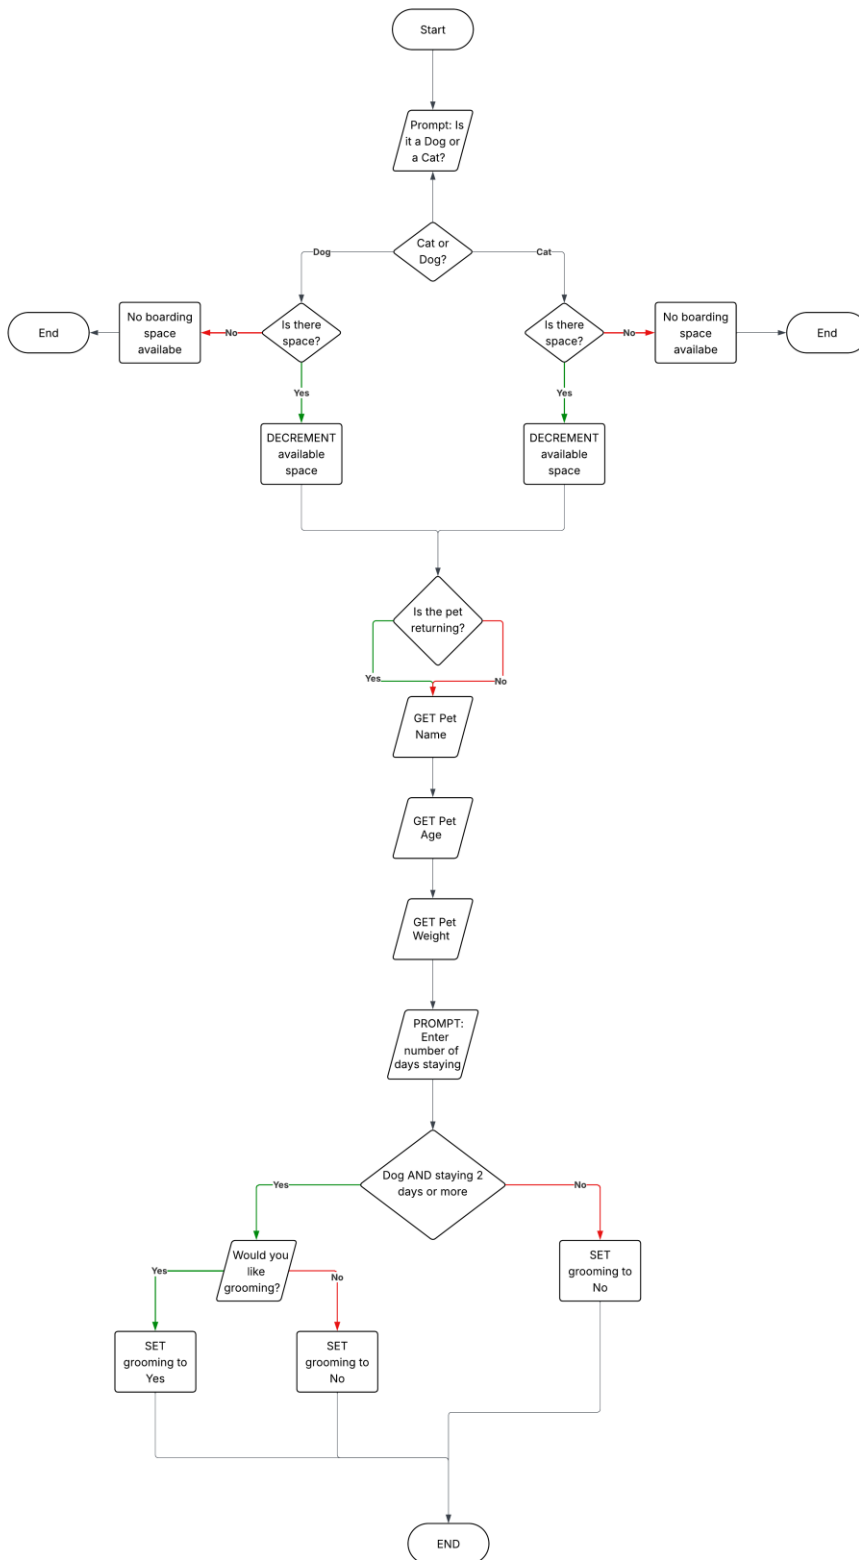 Start
Prompt: Is
it a Dog or
a Cat?
Cat or
Dog?
Dog
Cat
End
No boarding
space
availabe
No
Is there
space?
Is there
space?
No
No boarding
space
availabe
End
Yes
Yes
DECREMENT
available
space
DECREMENT
available
space
Is the pet
returning?
Yes
No
GET Pet
Name
GET Pet
Age
GET Pet
Weight
PROMPT:
Enter
number of
days staying
Dog AND staying 2
days or more
Yes
No
Would you
like
grooming?
SET
grooming to
No
Yes
No
SET
grooming to
Yes
SET
grooming to
No
END